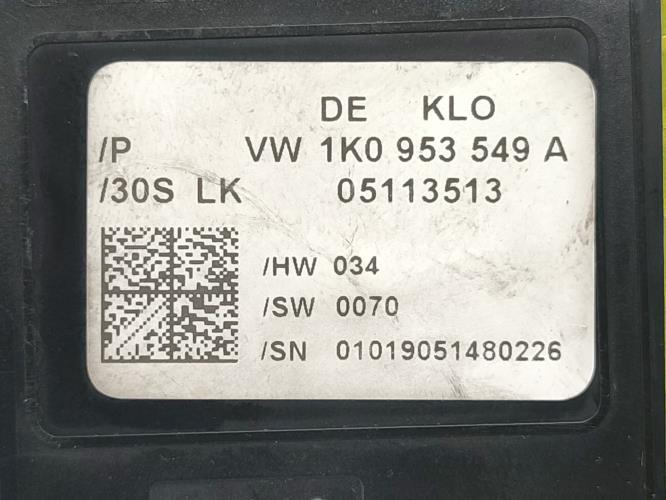 DE KLO
/P VW 1K0 953 549 A
/30S LK 05113513
/HW 034
/SW 0070
/SN 01019051480226